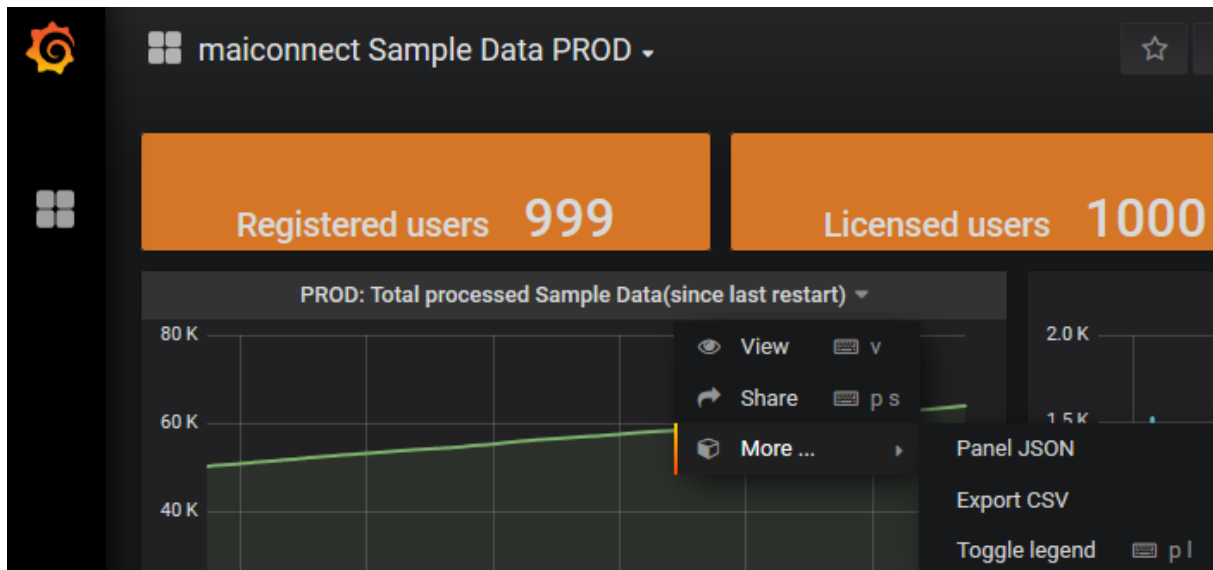 maiconnect Sample Data PROD
Registered users 999
Licensed users 1000
PROD: Total processed Sample Data(since last restart)
80 K
60 K
40 K
View v
Share p s
More ...
2.0 K
1.5 K
Panel JSON
Export CSV
Toggle legend p l